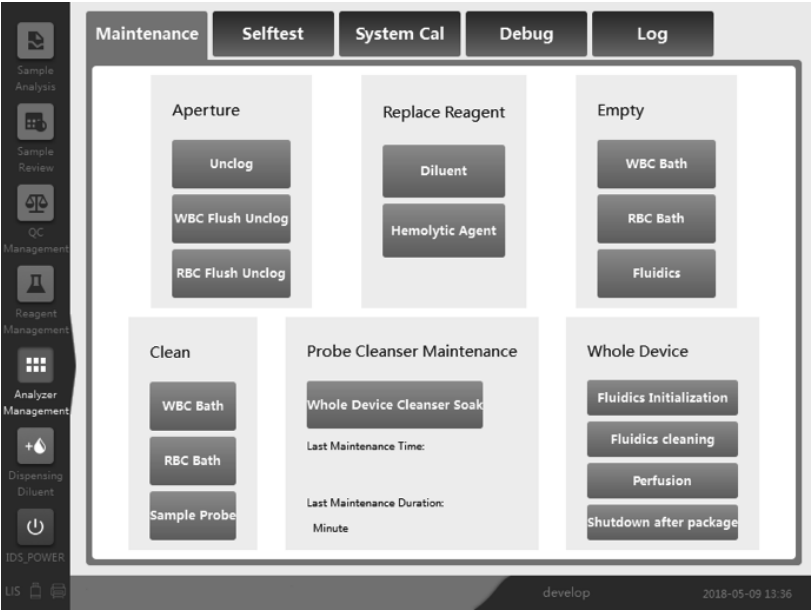 Maintenance
Selftest
System Cal
Debug
Log
Sample
Analysis
Sample
Review
QC
Management
Reagent
Management
Analyzer
Management
Dispensing
Diluent
IDS_POWER
Aperture
Unclog
WBC Flush Unclog
RBC Flush Unclog
Replace Reagent
Diluent
Hemolytic Agent
Empty
WBC Bath
RBC Bath
Fluidics
Clean
WBC Bath
RBC Bath
Sample Probe
Probe Cleanser Maintenance
Whole Device Cleanser Soak
Last Maintenance Time:
Last Maintenance Duration:
Minute
Whole Device
Fluidics Initialization
Fluidics cleaning
Perfusion
Shutdown after package
LIS
develop
2018-05-09 13:36